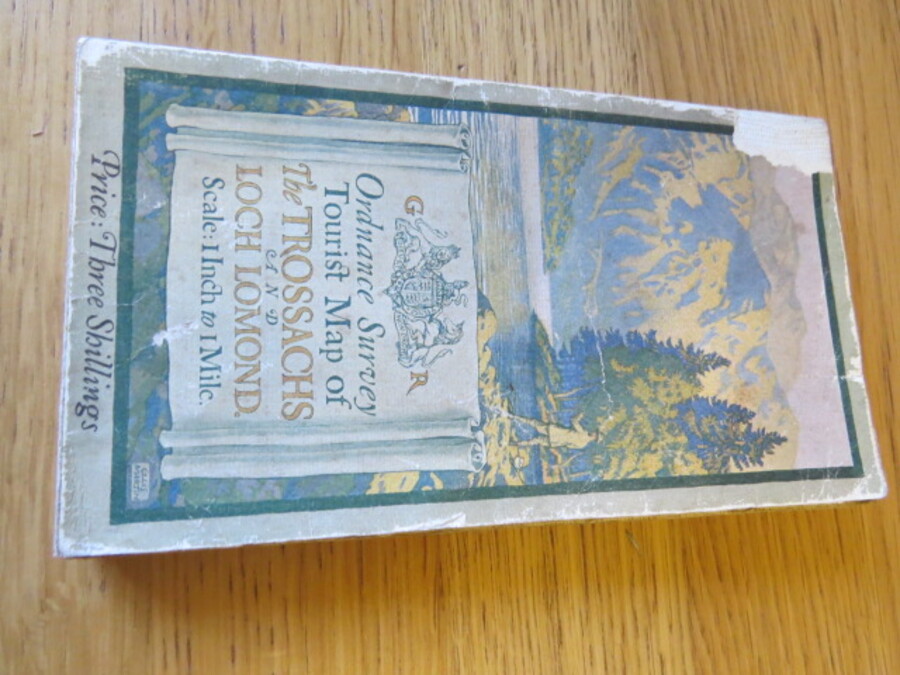 G R
Ordnance Survey
Tourist Map of
The TROSSACHS
AND
LOCH LOMOND.
Scale: 1 Inch to 1 Mile.
Price: Three Shillings